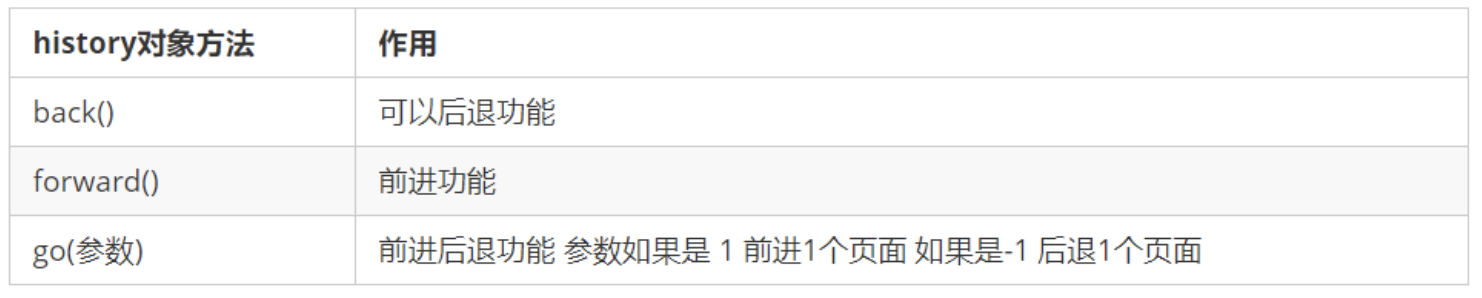 history对象方法 作用
back() 可以后退功能
forward() 前进功能
go(参数) 前进后退功能 参数如果是 1 前进1个页面 如果是-1 后退1个页面